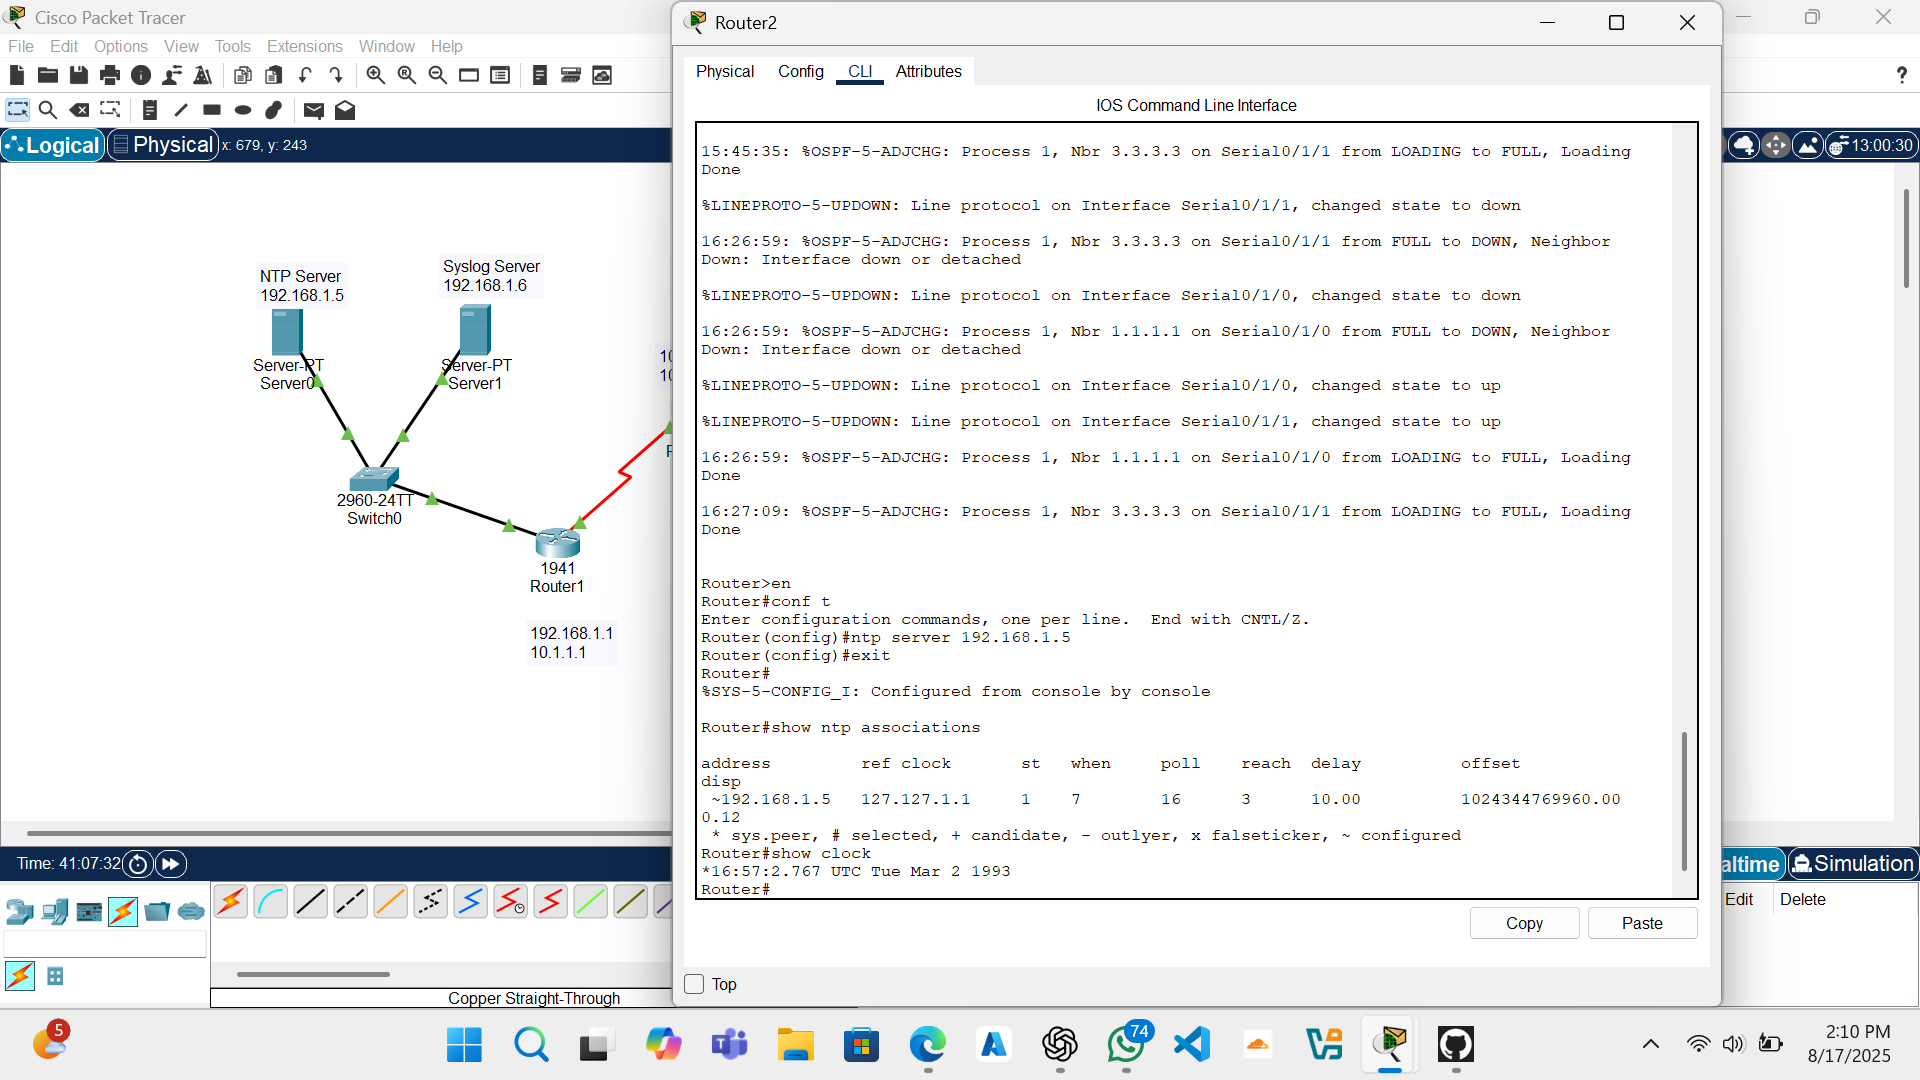 Cisco Packet Tracer
File Edit Options View Tools Extensions Window Help
?
Logical Physical x: 679, y: 243
13:00:30
NTP Server
192.168.1.5
Syslog Server
192.168.1.6
Server-PT
Server0
Server-PT
Server1
2960-24TT
Switch0
1941
Router1
192.168.1.1
10.1.1.1
Time: 41:07:32
Realtime Simulation
Edit Delete
Copper Straight-Through
Router2
Physical Config CLI Attributes
IOS Command Line Interface
15:45:35: %OSPF-5-ADJCHG: Process 1, Nbr 3.3.3.3 on Serial0/1/1 from LOADING to FULL, Loading
Done
%LINEPROTO-5-UPDOWN: Line protocol on Interface Serial0/1/1, changed state to down
16:26:59: %OSPF-5-ADJCHG: Process 1, Nbr 3.3.3.3 on Serial0/1/1 from FULL to DOWN, Neighbor
Down: Interface down or detached
%LINEPROTO-5-UPDOWN: Line protocol on Interface Serial0/1/0, changed state to down
16:26:59: %OSPF-5-ADJCHG: Process 1, Nbr 1.1.1.1 on Serial0/1/0 from FULL to DOWN, Neighbor
Down: Interface down or detached
%LINEPROTO-5-UPDOWN: Line protocol on Interface Serial0/1/0, changed state to up
%LINEPROTO-5-UPDOWN: Line protocol on Interface Serial0/1/1, changed state to up
16:26:59: %OSPF-5-ADJCHG: Process 1, Nbr 1.1.1.1 on Serial0/1/0 from LOADING to FULL, Loading
Done
16:27:09: %OSPF-5-ADJCHG: Process 1, Nbr 3.3.3.3 on Serial0/1/1 from LOADING to FULL, Loading
Done
Router>en
Router#conf t
Enter configuration commands, one per line. End with CNTL/Z.
Router(config)#ntp server 192.168.1.5
Router(config)#exit
Router#
%SYS-5-CONFIG_I: Configured from console by console
Router#show ntp associations
address ref clock st when poll reach delay offset
disp
~192.168.1.5 127.127.1.1 1 7 16 3 10.00 1024344769960.00
0.12
* sys.peer, # selected, + candidate, - outlyer, x falseticker, ~ configured
Router#show clock
*16:57:2.767 UTC Tue Mar 2 1993
Router#
Copy Paste
Top
5
74
2:10 PM
8/17/2025